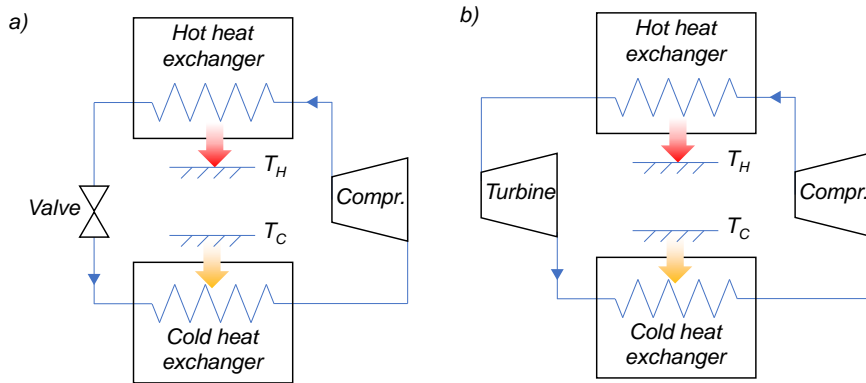 a)
Hot heat
exchanger
T_H
Valve
Compr.
T_C
Cold heat
exchanger
b)
Hot heat
exchanger
T_H
Turbine
Compr.
T_C
Cold heat
exchanger